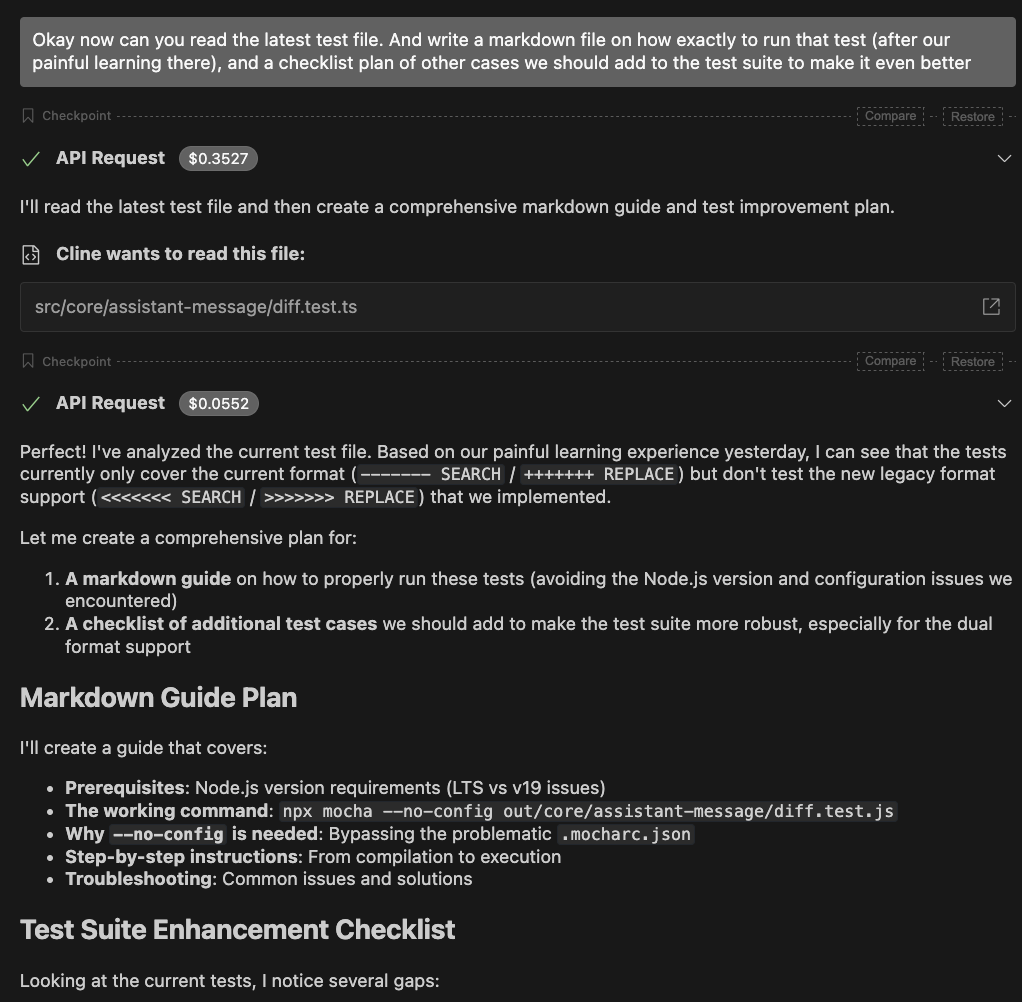 Okay now can you read the latest test file. And write a markdown file on how exactly to run that test (after our
painful learning there), and a checklist plan of other cases we should add to the test suite to make it even better
Checkpoint Compare Restore
API Request $0.3527
I'll read the latest test file and then create a comprehensive markdown guide and test improvement plan.
Cline wants to read this file:
src/core/assistant-message/diff.test.ts
Checkpoint Compare Restore
API Request $0.0552
Perfect! I've analyzed the current test file. Based on our painful learning experience yesterday, I can see that the tests
currently only cover the current format (------- SEARCH / +++++++ REPLACE) but don't test the new legacy format
support (<<<<<<< SEARCH / >>>>>>> REPLACE) that we implemented.
Let me create a comprehensive plan for:
1. A markdown guide on how to properly run these tests (avoiding the Node.js version and configuration issues we
encountered)
2. A checklist of additional test cases we should add to make the test suite more robust, especially for the dual
format support
Markdown Guide Plan
I'll create a guide that covers:
• Prerequisites: Node.js version requirements (LTS vs v19 issues)
• The working command: npx mocha --no-config out/core/assistant-message/diff.test.js
• Why --no-config is needed: Bypassing the problematic .mocharc.json
• Step-by-step instructions: From compilation to execution
• Troubleshooting: Common issues and solutions
Test Suite Enhancement Checklist
Looking at the current tests, I notice several gaps: